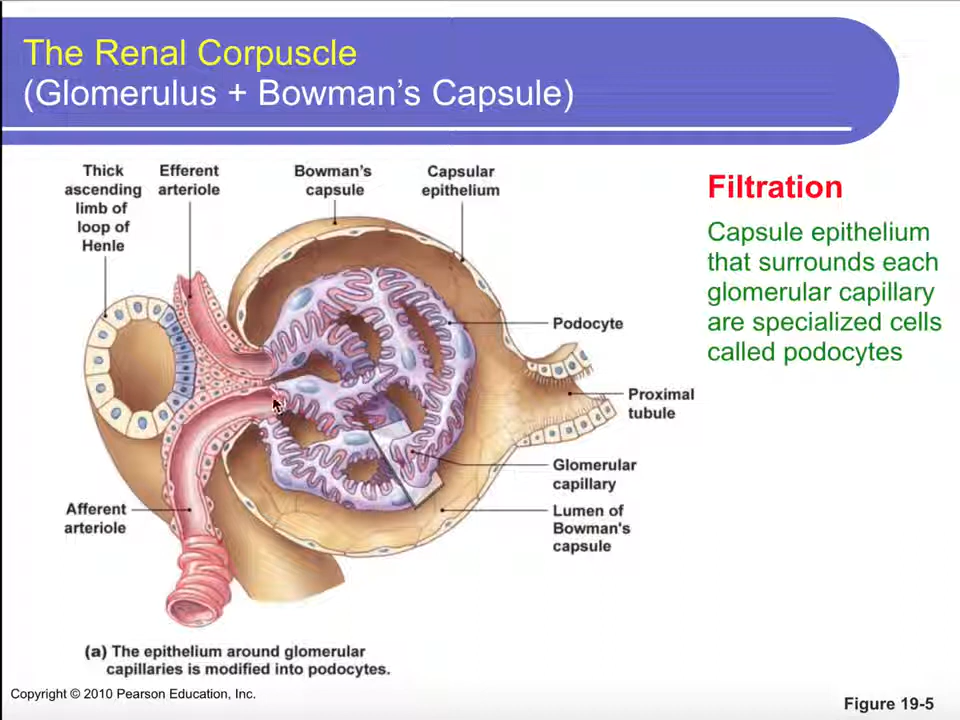 The Renal Corpuscle
(Glomerulus + Bowman's Capsule)
Thick
ascending
limb of
loop of
Henle
Efferent
arteriole
Bowman's
capsule
Capsular
epithelium
Filtration
Capsule epithelium
that surrounds each
glomerular capillary
are specialized cells
called podocytes
Podocyte
Proximal
tubule
Glomerular
capillary
Lumen of
Bowman's
capsule
Afferent
arteriole
(a) The epithelium around glomerular
capillaries is modified into podocytes.
Copyright © 2010 Pearson Education, Inc.
Figure 19-5